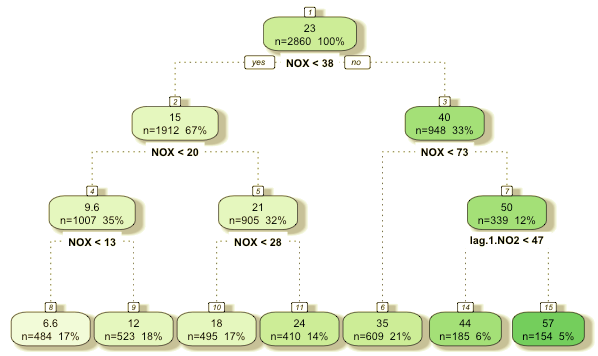 1
23
n=2860 100%
yes NOX < 38 no
2 3
15 40
n=1912 67% n=948 33%
NOX < 20 NOX < 73
4 5 7
9.6 21 50
n=1007 35% n=905 32% n=339 12%
NOX < 13 NOX < 28 lag.1.NO2 < 47
8 9 10 11 6 14 15
6.6 12 18 24 35 44 57
n=484 17% n=523 18% n=495 17% n=410 14% n=609 21% n=185 6% n=154 5%